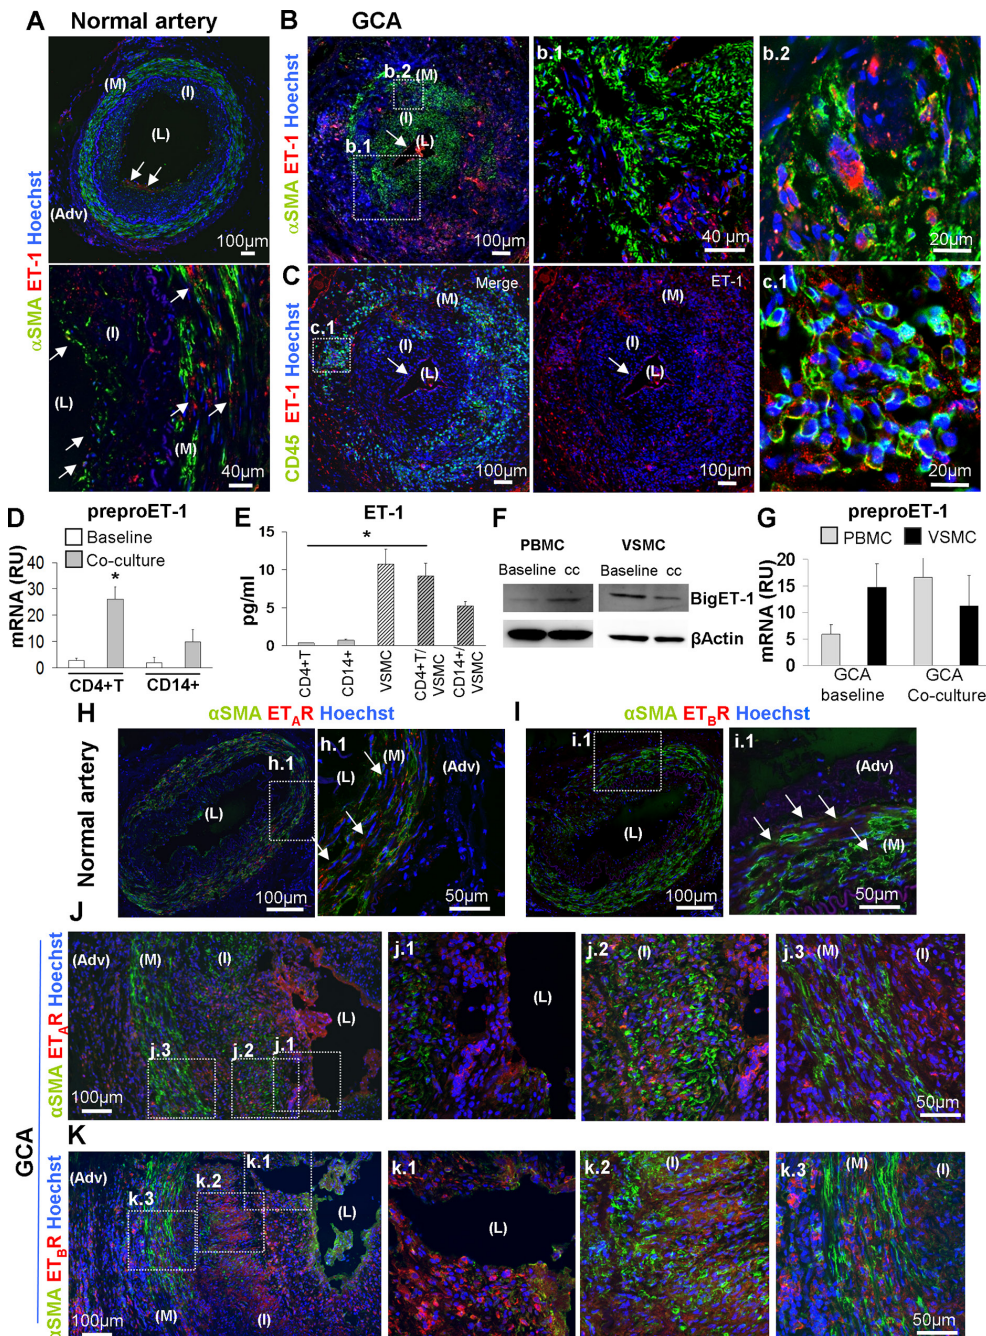 A Normal artery
αSMA ET-1 Hoechst
(M)
(I)
(L)
(Adv)
100µm
(I)
(L)
(M)
40µm
B GCA
αSMA ET-1 Hoechst
b.2 (M)
(I)
(L)
b.1
100µm
b.1
40 µm
b.2
20µm
C
CD45 ET-1 Hoechst
Merge
(M)
c.1
(I)
(L)
100µm
ET-1
(M)
(I)
(L)
100µm
c.1
20µm
D preproET-1
Baseline
Co-culture
mRNA (RU)
40
30
20
10
0
*
CD4+T CD14+
E ET-1
pg/ml
15
10
5
0
*
CD4+T
CD14+
VSMC
CD4+T/
VSMC
CD14+/
VSMC
F
PBMC VSMC
Baseline cc Baseline cc
BigET-1
βActin
G preproET-1
PBMC VSMC
mRNA (RU)
20
15
10
5
0
GCA
baseline
GCA
Co-culture
Normal artery
H αSMA ETAR Hoechst
h.1
(L)
100µm
h.1
(M)
(L)
(Adv)
50µm
I αSMA ETBR Hoechst
i.1
(L)
100µm
i.1
(Adv)
(M)
50µm
GCA
J
αSMA ETAR Hoechst
(Adv) (M) (I)
(L)
j.3 j.2 j.1
100µm
j.1
(L)
j.2
(I)
j.3 (M) (I)
50µm
K
αSMA ETBR Hoechst
(Adv)
k.1
k.2
k.3
(L)
(M) (I)
100µm
k.1
(L)
k.2 (I)
k.3 (M) (I)
50µm